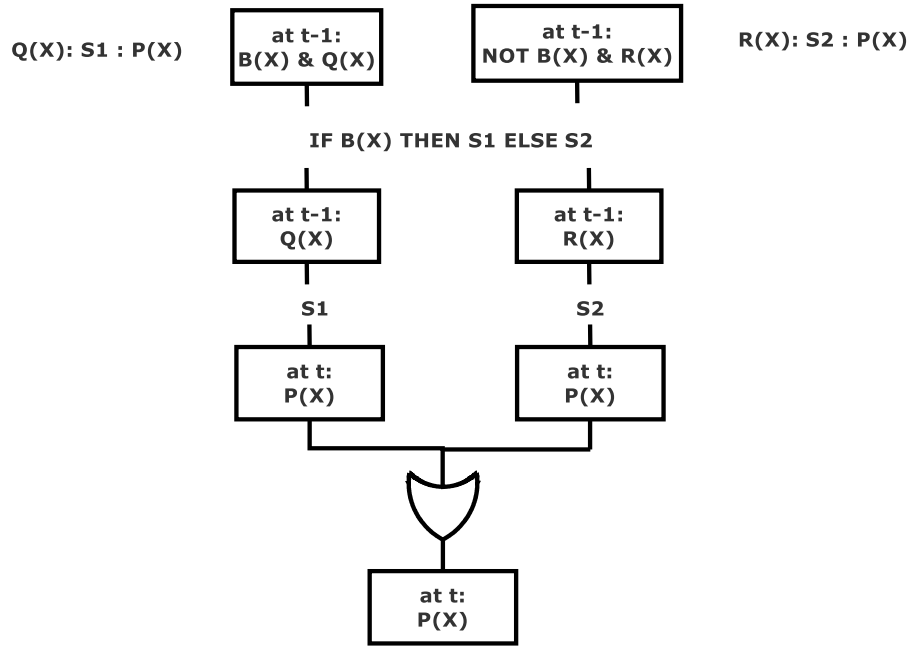 Q(X): S1 : P(X)
at t-1:
B(X) & Q(X)
at t-1:
NOT B(X) & R(X)
R(X): S2 : P(X)
IF B(X) THEN S1 ELSE S2
at t-1:
Q(X)
at t-1:
R(X)
S1
S2
at t:
P(X)
at t:
P(X)
at t:
P(X)